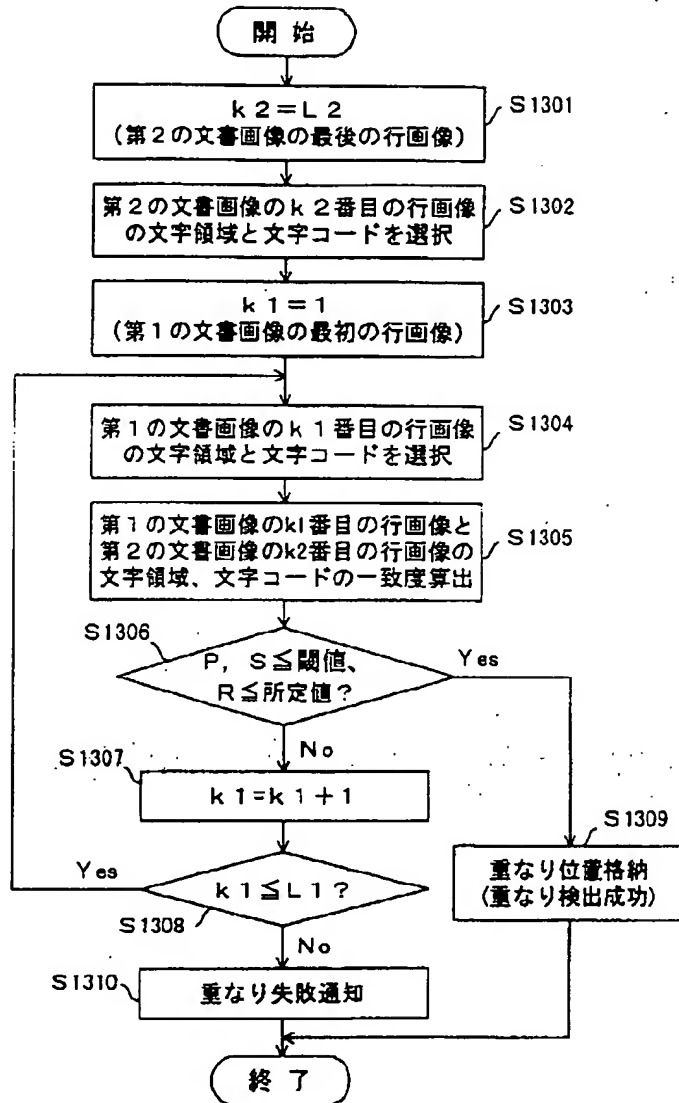 開 始
k2=L2
(第2の文書画像の最後の行画像)
S1301
第2の文書画像のk2番目の行画像
の文字領域と文字コードを選択
S1302
k1=1
(第1の文書画像の最初の行画像)
S1303
第1の文書画像のk1番目の行画像
の文字領域と文字コードを選択
S1304
第1の文書画像のk1番目の行画像と
第2の文書画像のk2番目の行画像の
文字領域、文字コードの一致度算出
S1305
S1306
P, S≦閾値、
R≦所定値?
Yes
No
S1307
k1=k1+1
S1309
重なり位置格納
(重なり検出成功)
Yes
k1≦L1?
S1308
No
S1310
重なり失敗通知
終 了